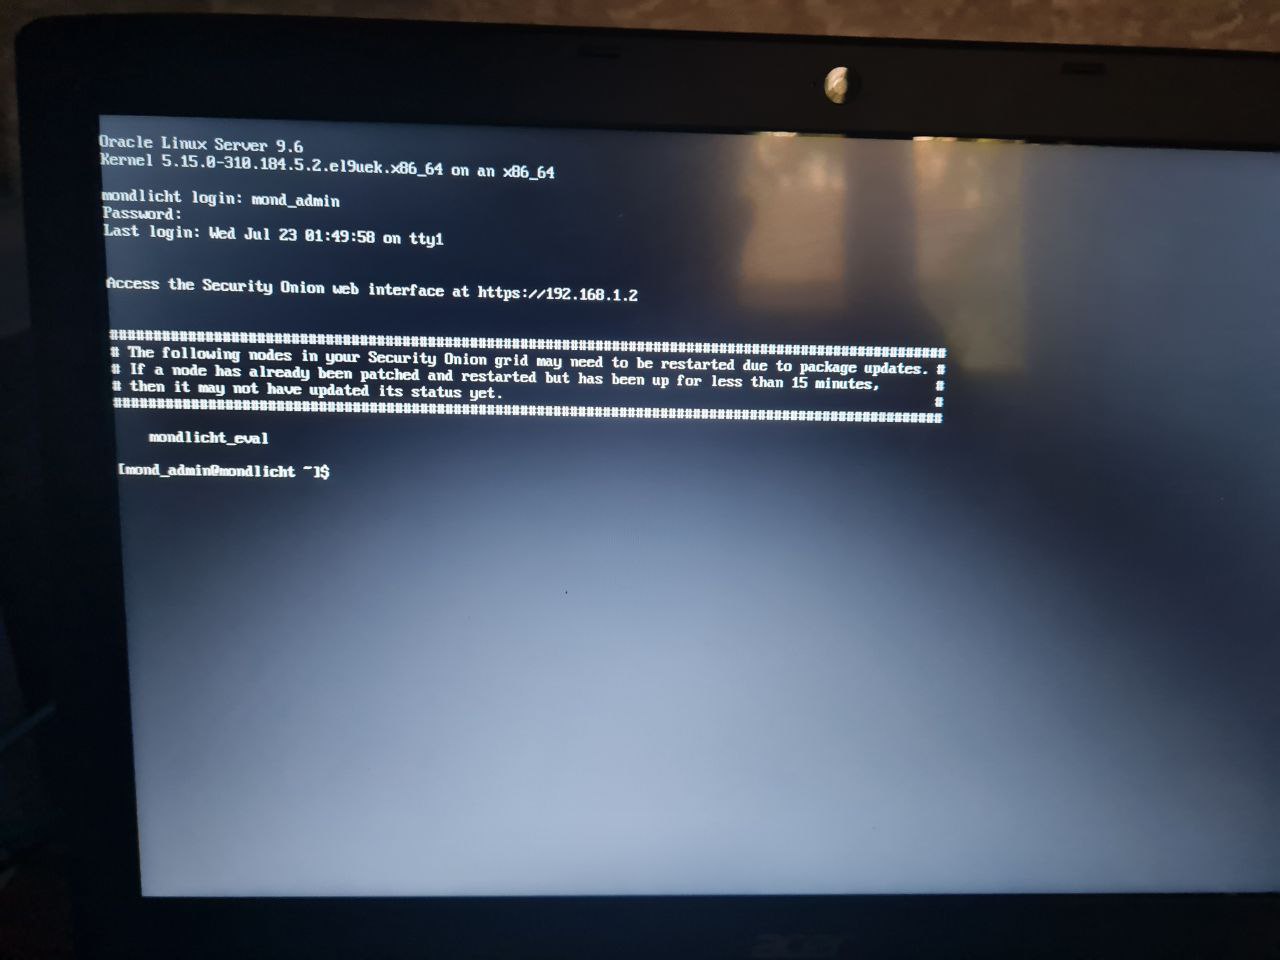 Oracle Linux Server 9.6
Kernel 5.15.0-310.184.5.2.el9uek.x86_64 on an x86_64
mondlicht login: mond_admin
Password:
Last login: Wed Jul 23 01:49:58 on tty1
Access the Security Onion web interface at https://192.168.1.2
##########################################################################################
# The following nodes in your Security Onion grid may need to be restarted due to package updates. #
# If a node has already been patched and restarted but has been up for less than 15 minutes, #
# then it may not have updated its status yet. #
##########################################################################################
mondlicht_eval
[mond_admin@mondlicht ~]$
acer